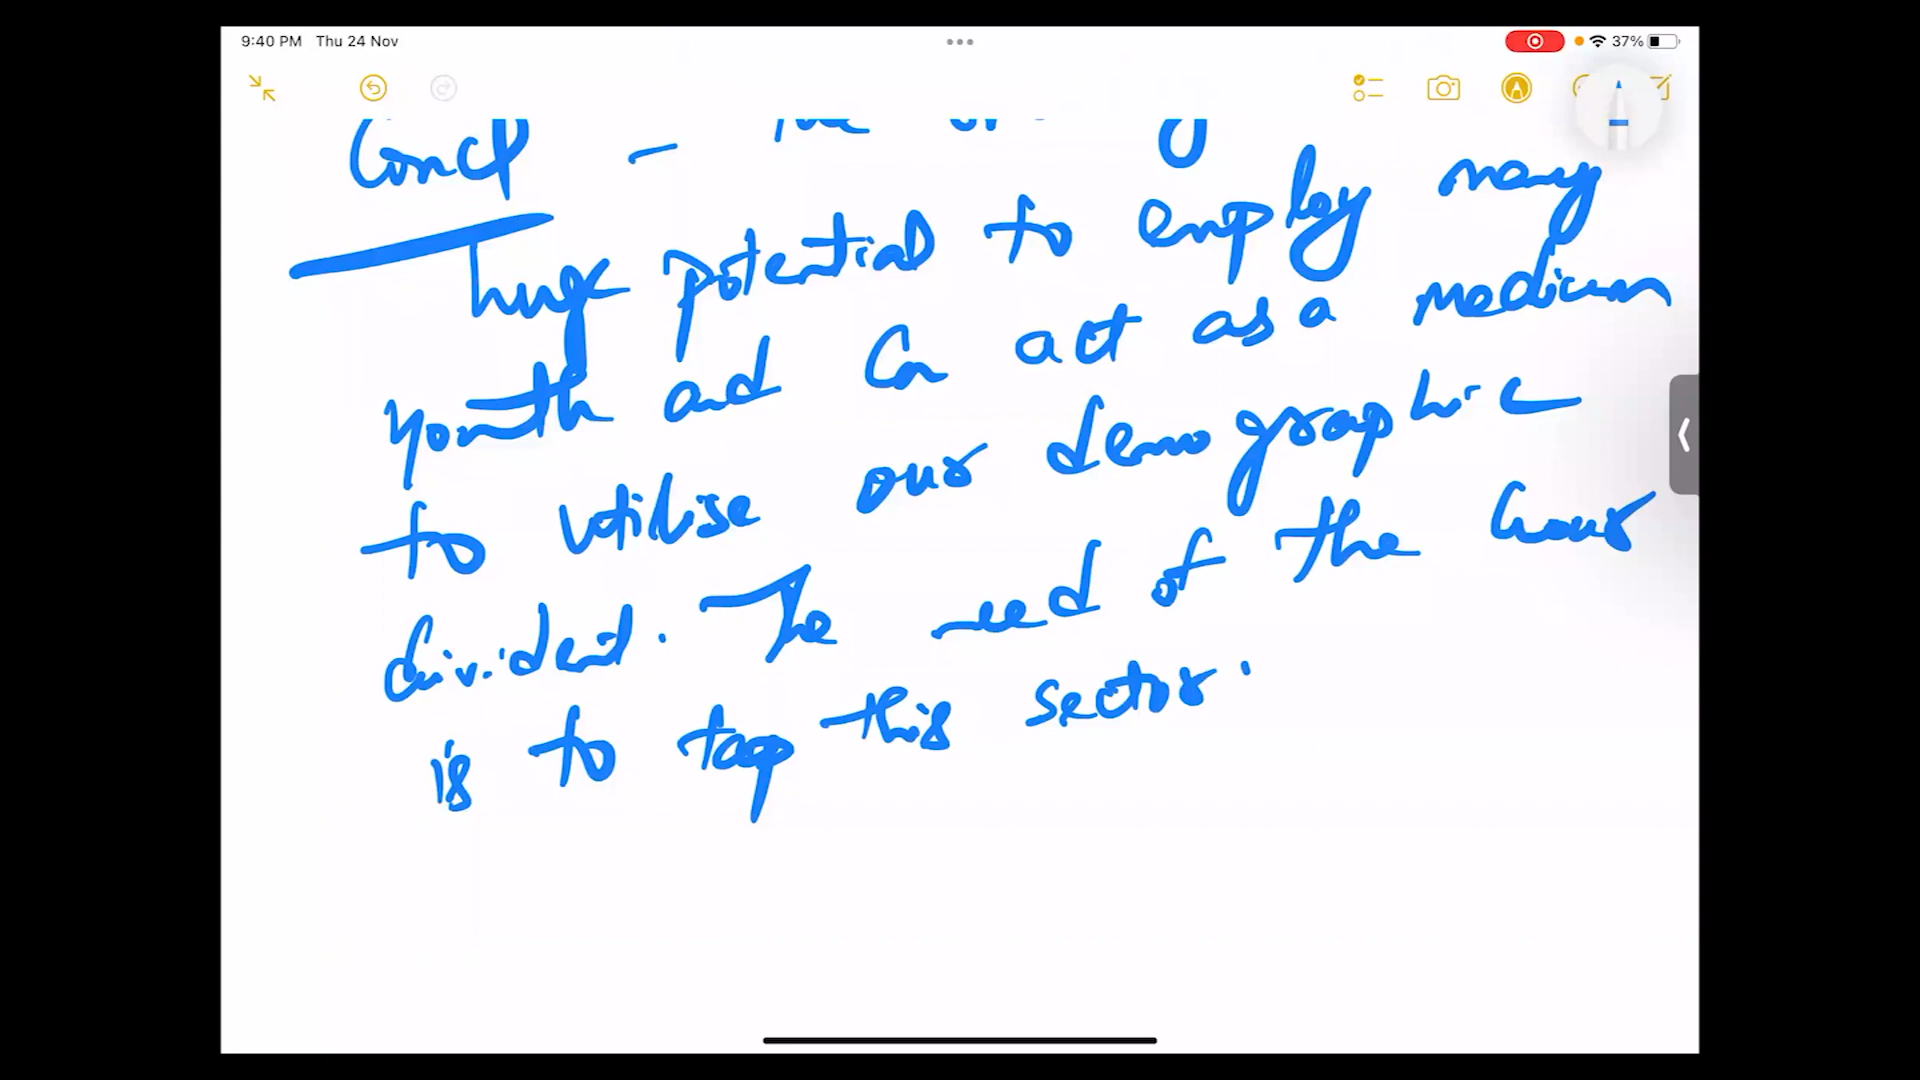 9:40 PM Thu 24 Nov
37%
Concl - The
huge potential to employ many
youth and can act as a medium
to utilise our demographic
dividend. The need of the hour
is to tap this sector.